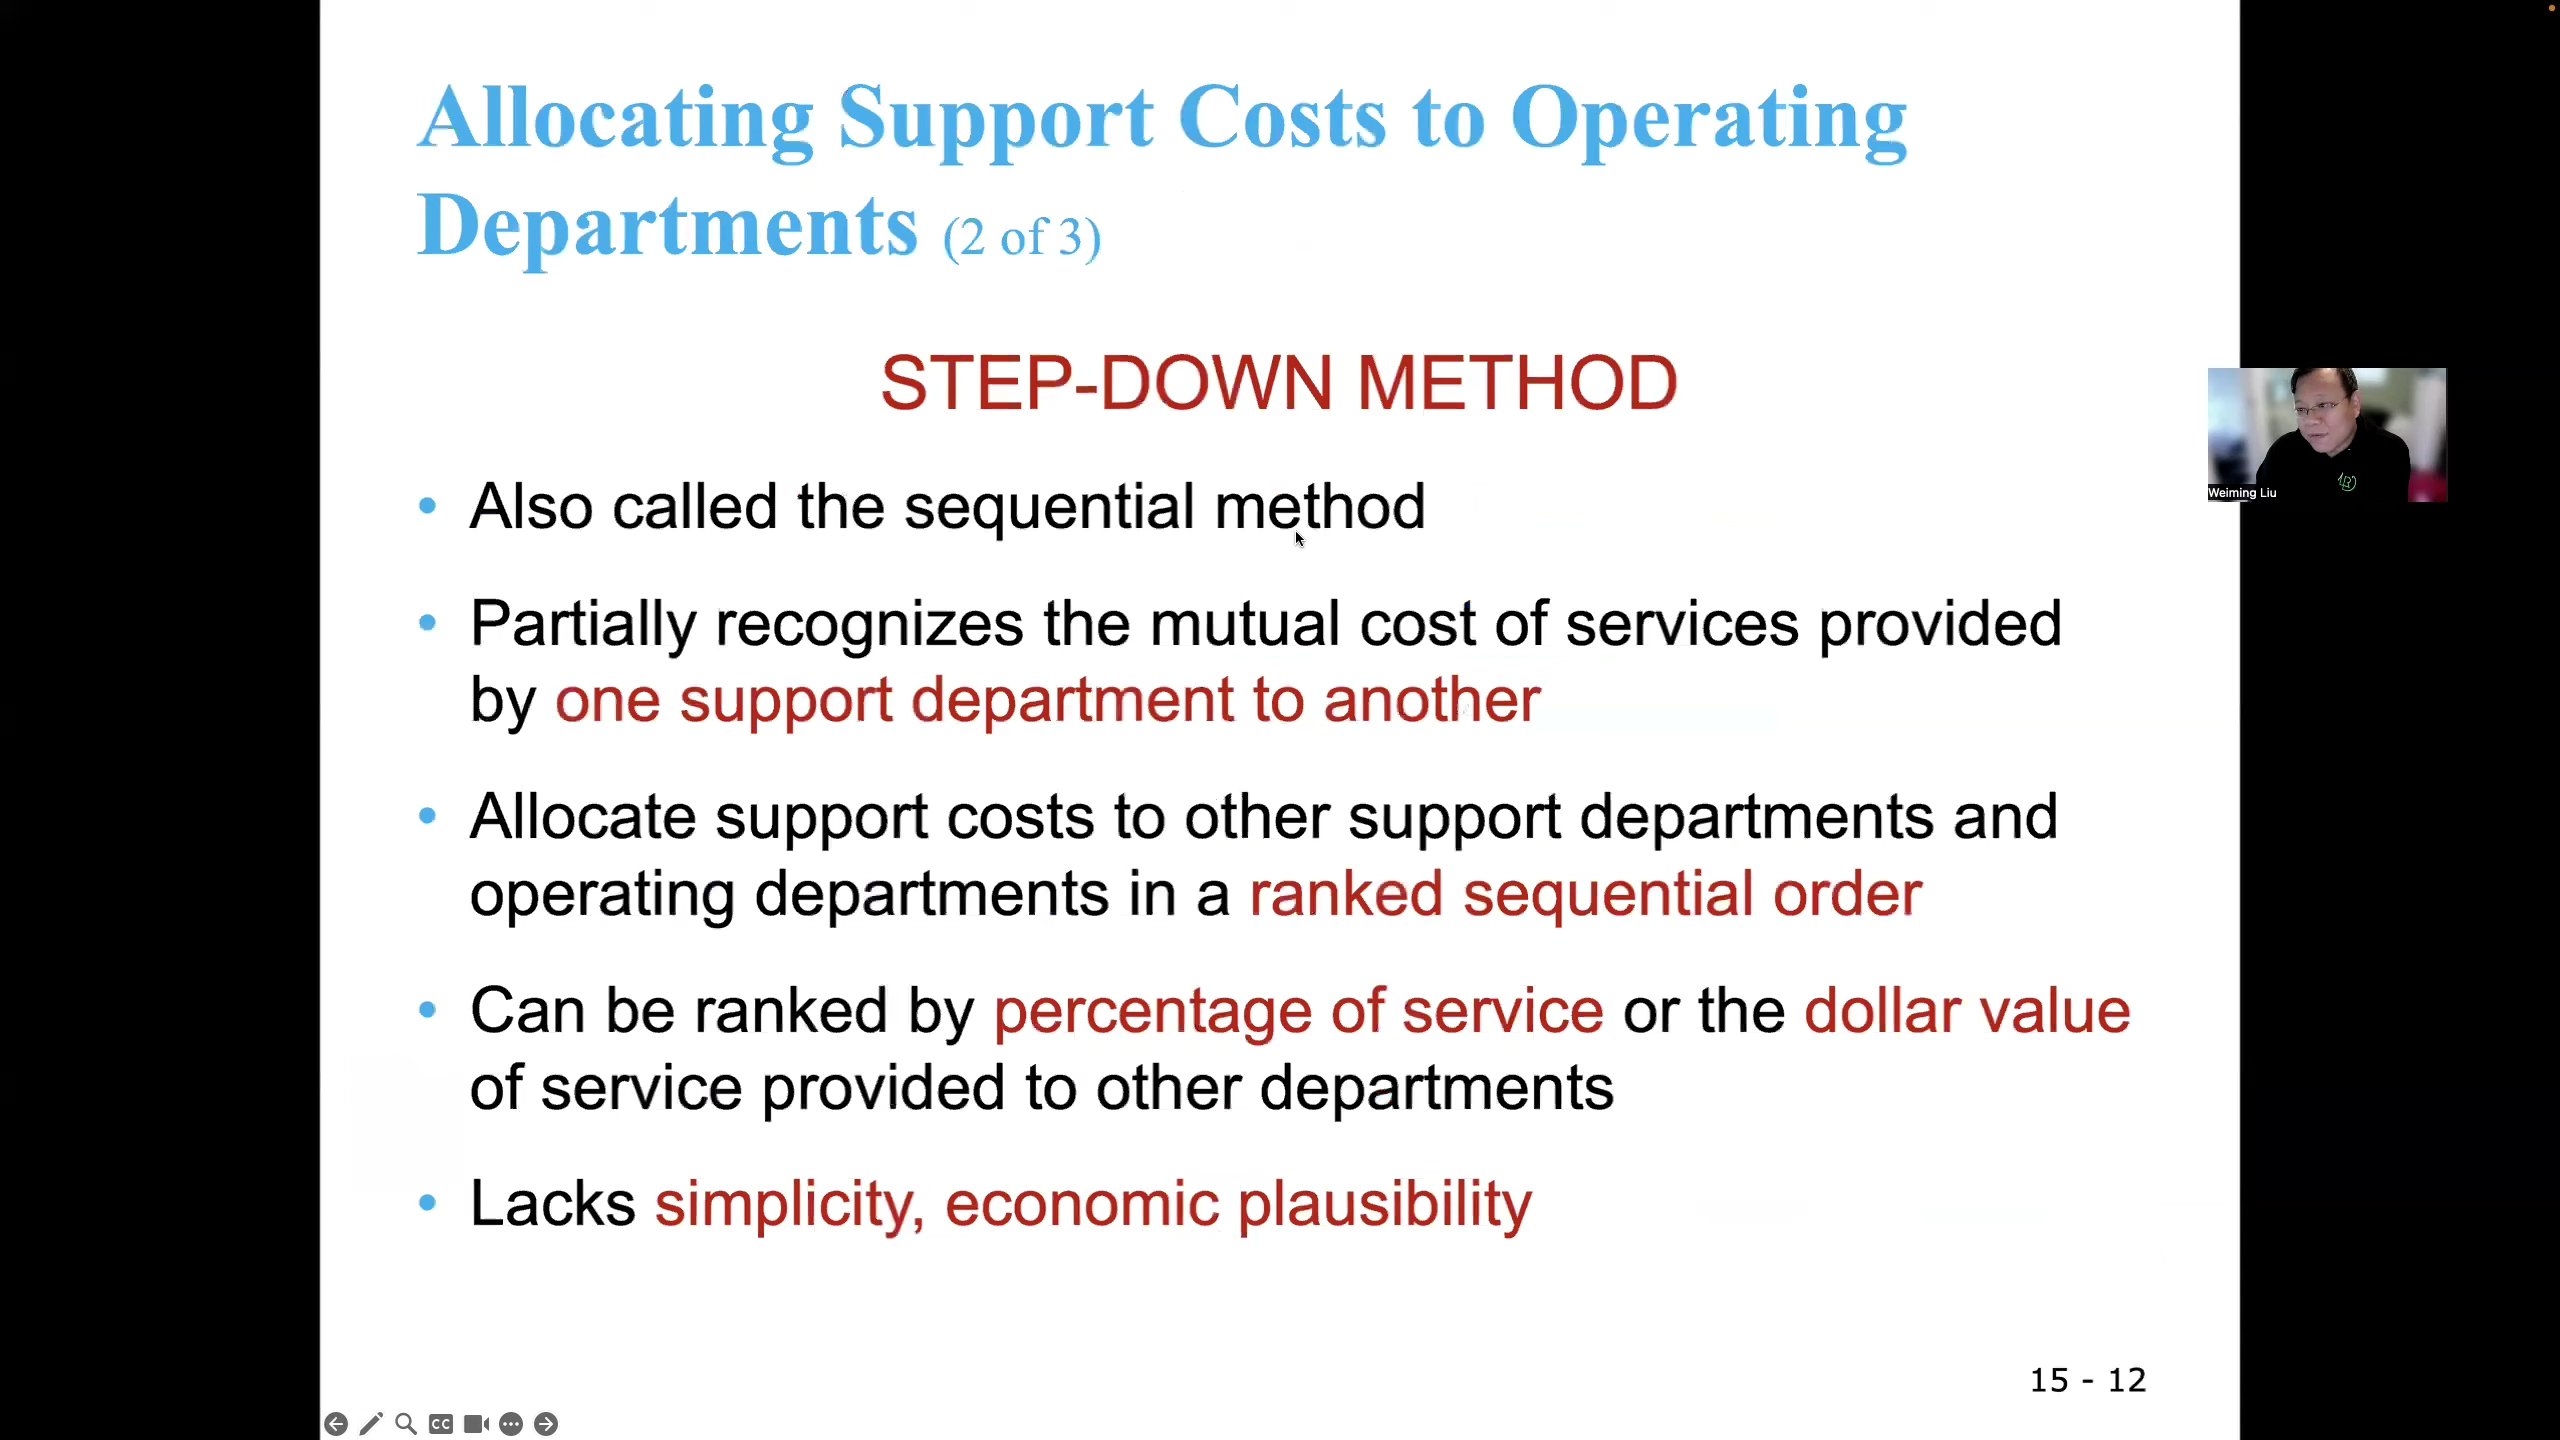 Allocating Support Costs to Operating
Departments (2 of 3)
STEP-DOWN METHOD
• Also called the sequential method
• Partially recognizes the mutual cost of services provided
by one support department to another
• Allocate support costs to other support departments and
operating departments in a ranked sequential order
• Can be ranked by percentage of service or the dollar value
of service provided to other departments
• Lacks simplicity, economic plausibility
15 - 12
Weiming Liu
CC